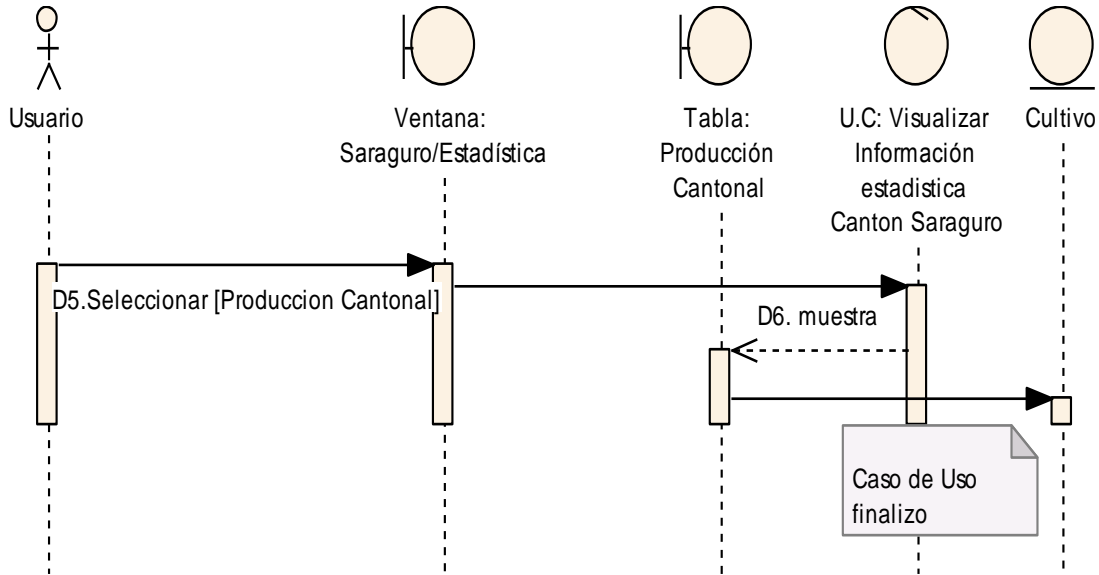 Usuario
Ventana:
Saraguro/Estadística
Tabla:
Producción
Cantonal
U.C: Visualizar
Información
estadistica
Canton Saraguro
Cultivo
D5.Seleccionar [Produccion Cantonal]
D6. muestra
Caso de Uso
finalizo